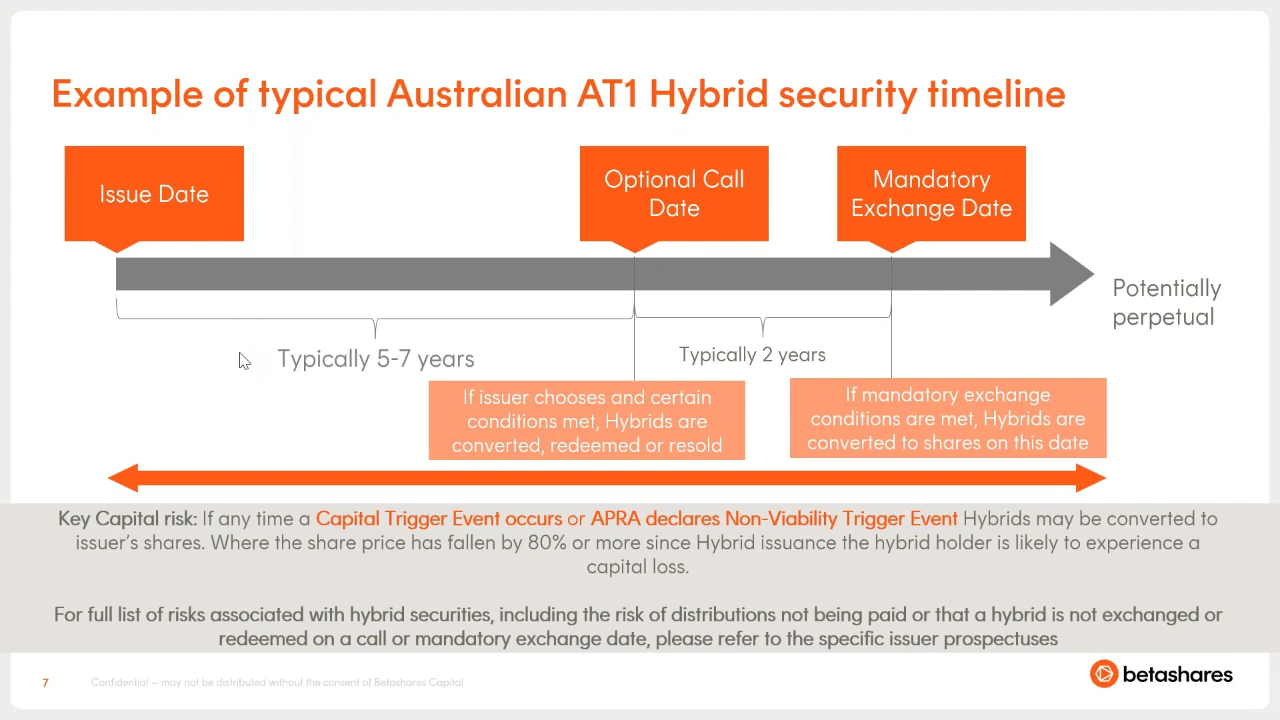 Example of typical Australian AT1 Hybrid security timeline
Issue Date
Optional Call
Date
Mandatory
Exchange Date
Potentially
perpetual
Typically 5-7 years
Typically 2 years
If issuer chooses and certain
conditions met, Hybrids are
converted, redeemed or resold
If mandatory exchange
conditions are met, Hybrids are
converted to shares on this date
Key Capital risk: If any time a Capital Trigger Event occurs or APRA declares Non-Viability Trigger Event Hybrids may be converted to
issuer's shares. Where the share price has fallen by 80% or more since Hybrid issuance the hybrid holder is likely to experience a
capital loss.
For full list of risks associated with hybrid securities, including the risk of distributions not being paid or that a hybrid is not exchanged or
redeemed on a call or mandatory exchange date, please refer to the specific issuer prospectuses
7
Confidential – may not be distributed without the consent of Betashares Capital
betashares